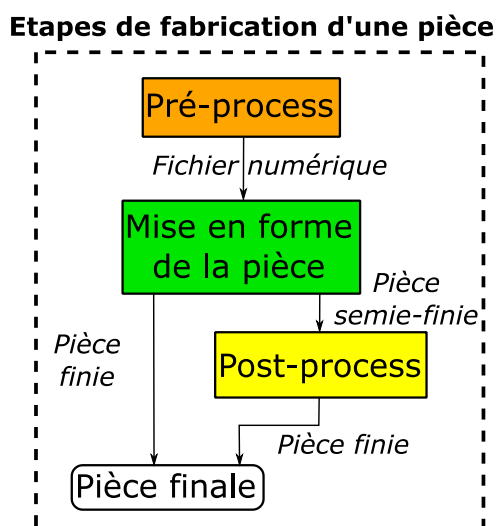 Etapes de fabrication d'une pièce
Pré-process
Fichier numérique
Mise en forme
de la pièce
Pièce
semie-finie
Pièce
finie
Post-process
Pièce finie
Pièce finale